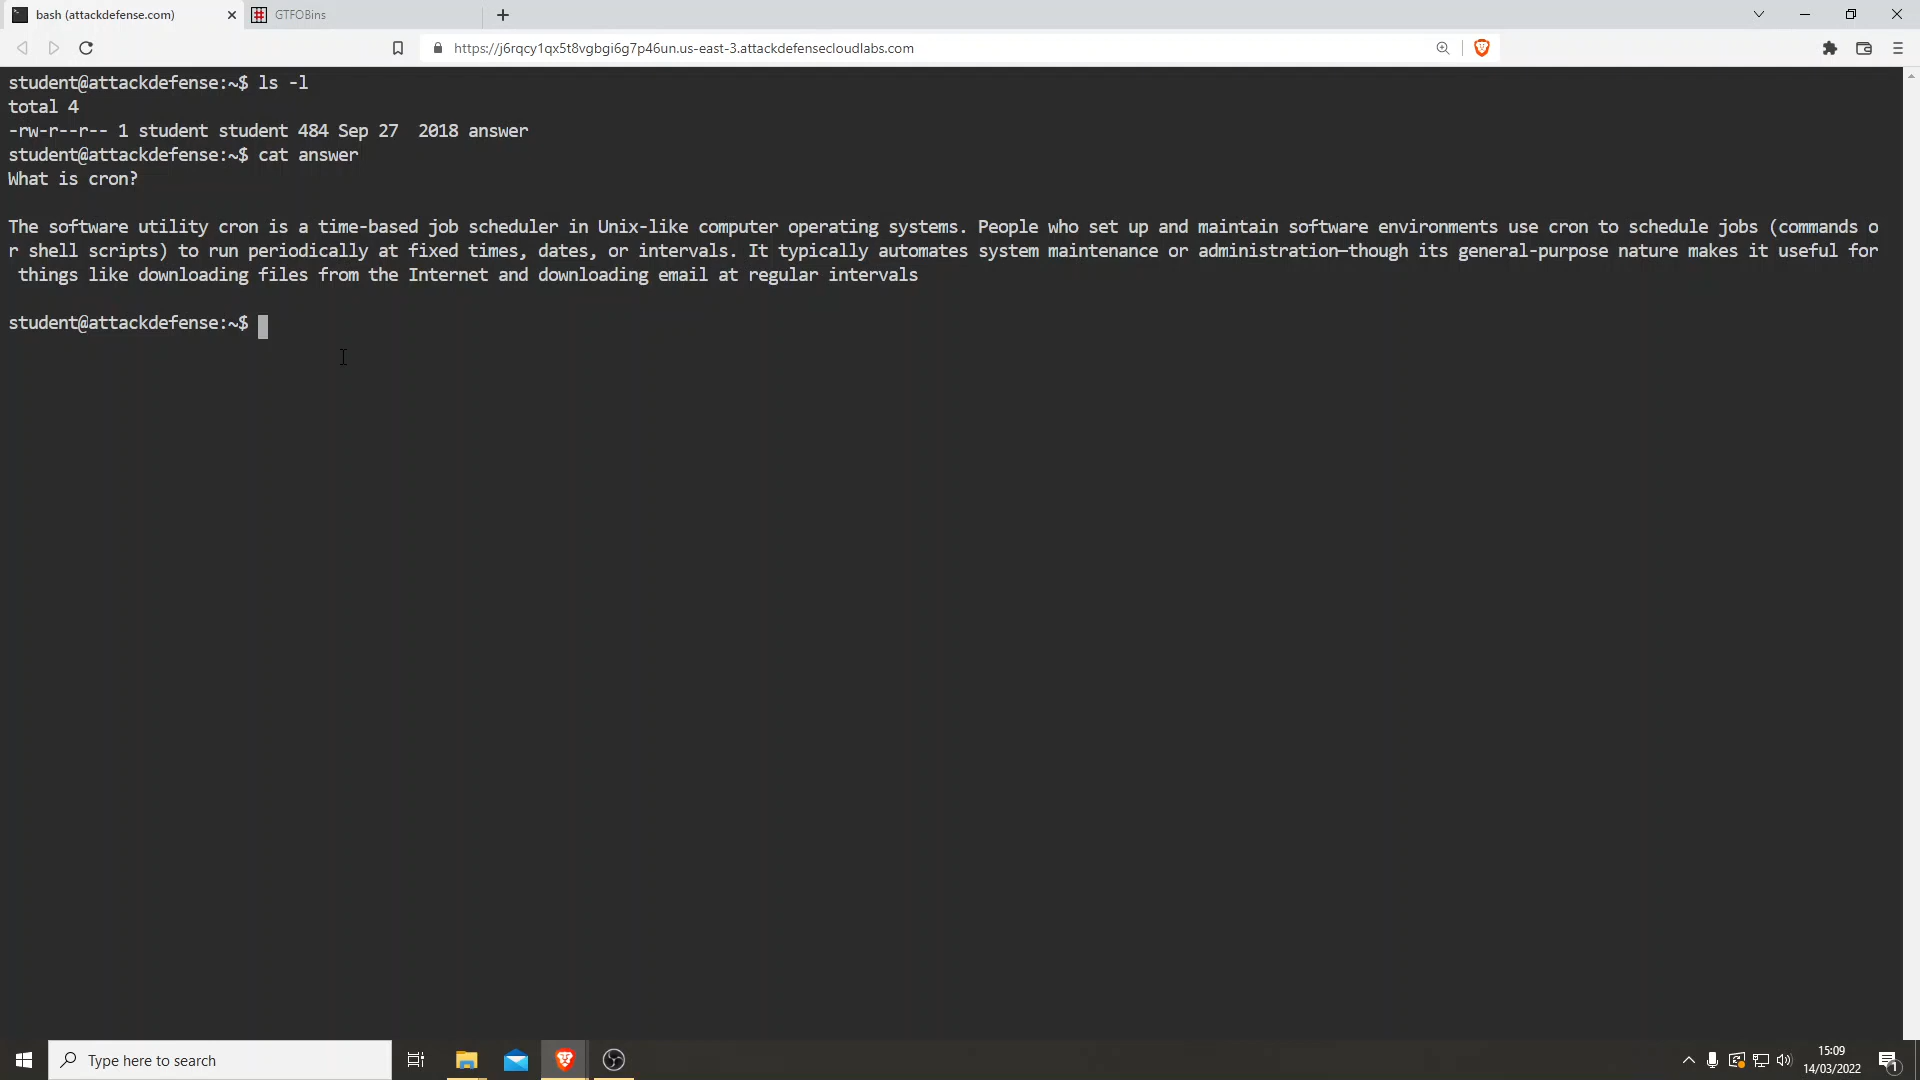 bash (attackdefense.com)
GTFOBins
https://j6rqcy1qx5t8vgbgi6g7p46un.us-east-3.attackdefensecloudlabs.com
student@attackdefense:~$ ls -l
total 4
-rw-r--r-- 1 student student 484 Sep 27  2018 answer
student@attackdefense:~$ cat answer
What is cron?
The software utility cron is a time-based job scheduler in Unix-like computer operating systems. People who set up and maintain software environments use cron to schedule jobs (commands o
r shell scripts) to run periodically at fixed times, dates, or intervals. It typically automates system maintenance or administration—though its general-purpose nature makes it useful for
 things like downloading files from the Internet and downloading email at regular intervals
student@attackdefense:~$
Type here to search
15:09
14/03/2022
1